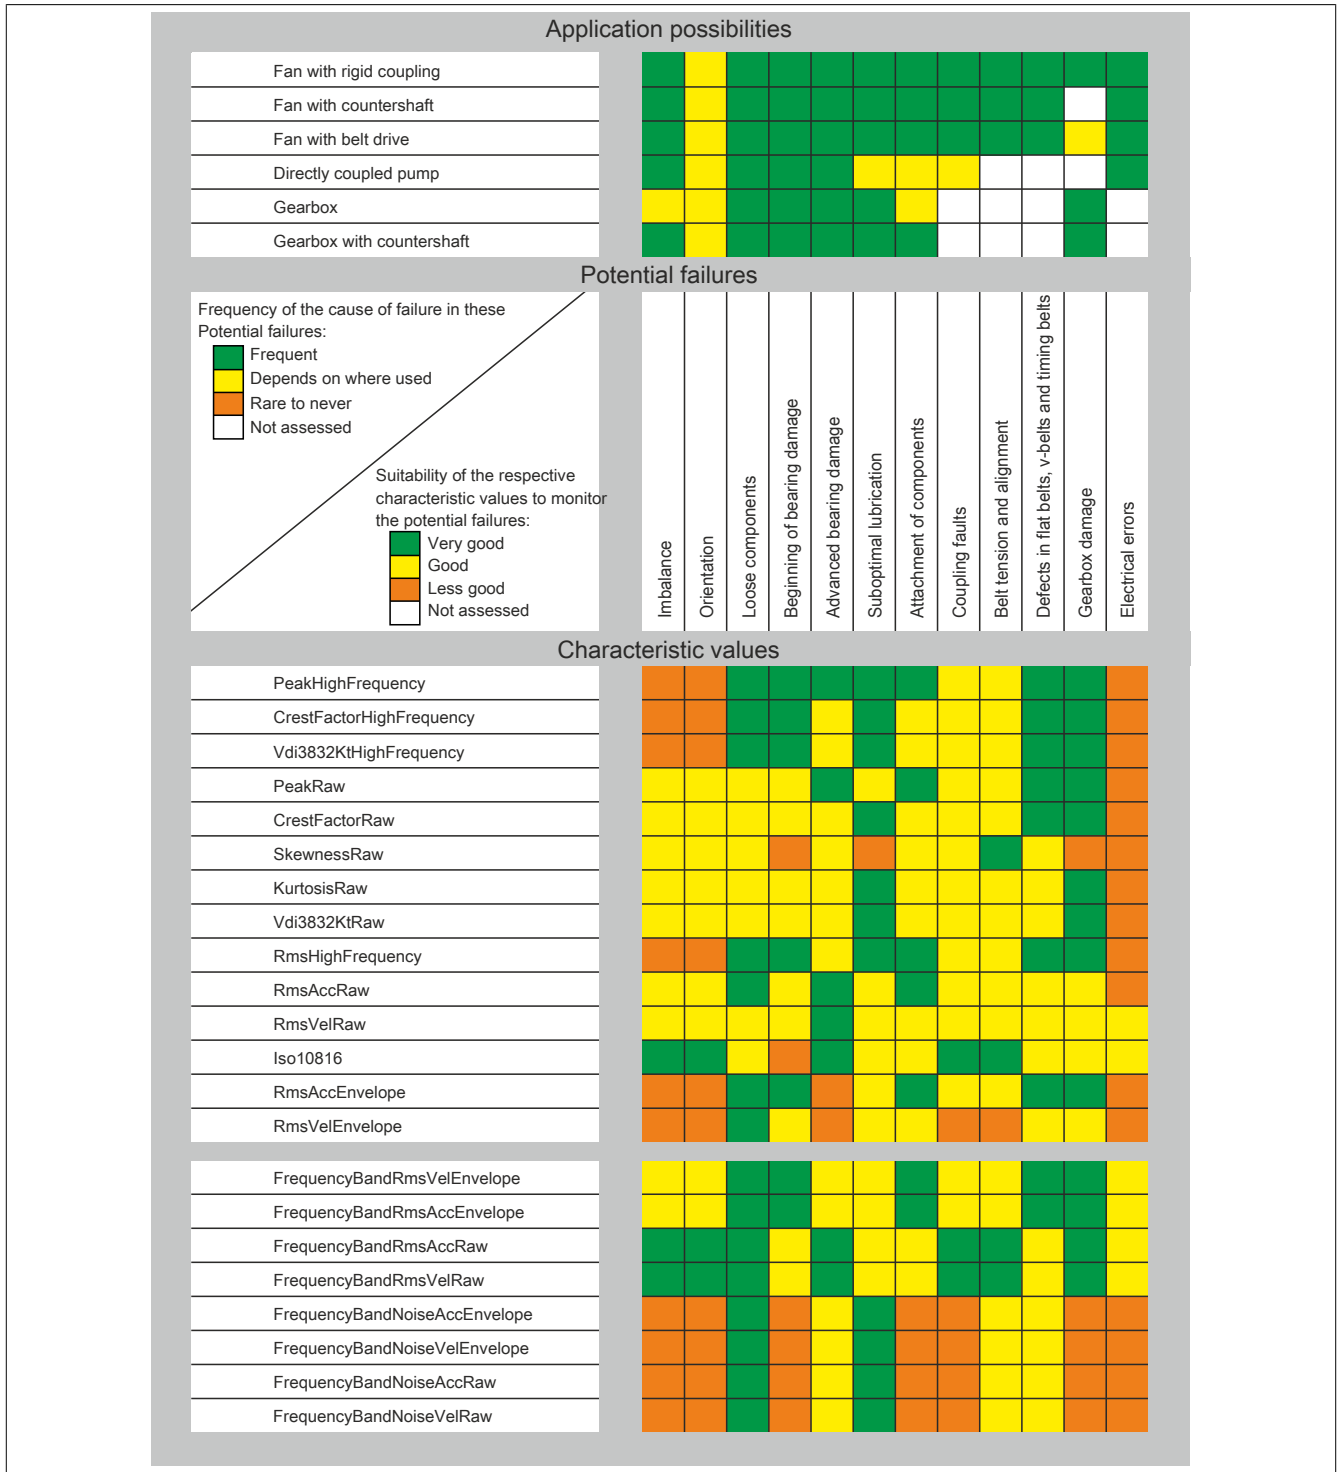 Application possibilities
Fan with rigid coupling
Fan with countershaft
Fan with belt drive
Directly coupled pump
Gearbox
Gearbox with countershaft
Potential failures
Frequency of the cause of failure in these
Potential failures:
Frequent
Depends on where used
Rare to never
Not assessed
Suitability of the respective
characteristic values to monitor
the potential failures:
Very good
Good
Less good
Not assessed
Imbalance
Orientation
Loose components
Beginning of bearing damage
Advanced bearing damage
Suboptimal lubrication
Attachment of components
Coupling faults
Belt tension and alignment
Defects in flat belts, v-belts and timing belts
Gearbox damage
Electrical errors
Characteristic values
PeakHighFrequency
CrestFactorHighFrequency
Vdi3832KtHighFrequency
PeakRaw
CrestFactorRaw
SkewnessRaw
KurtosisRaw
Vdi3832KtRaw
RmsHighFrequency
RmsAccRaw
RmsVelRaw
Iso10816
RmsAccEnvelope
RmsVelEnvelope
FrequencyBandRmsVelEnvelope
FrequencyBandRmsAccEnvelope
FrequencyBandRmsAccRaw
FrequencyBandRmsVelRaw
FrequencyBandNoiseAccEnvelope
FrequencyBandNoiseVelEnvelope
FrequencyBandNoiseAccRaw
FrequencyBandNoiseVelRaw